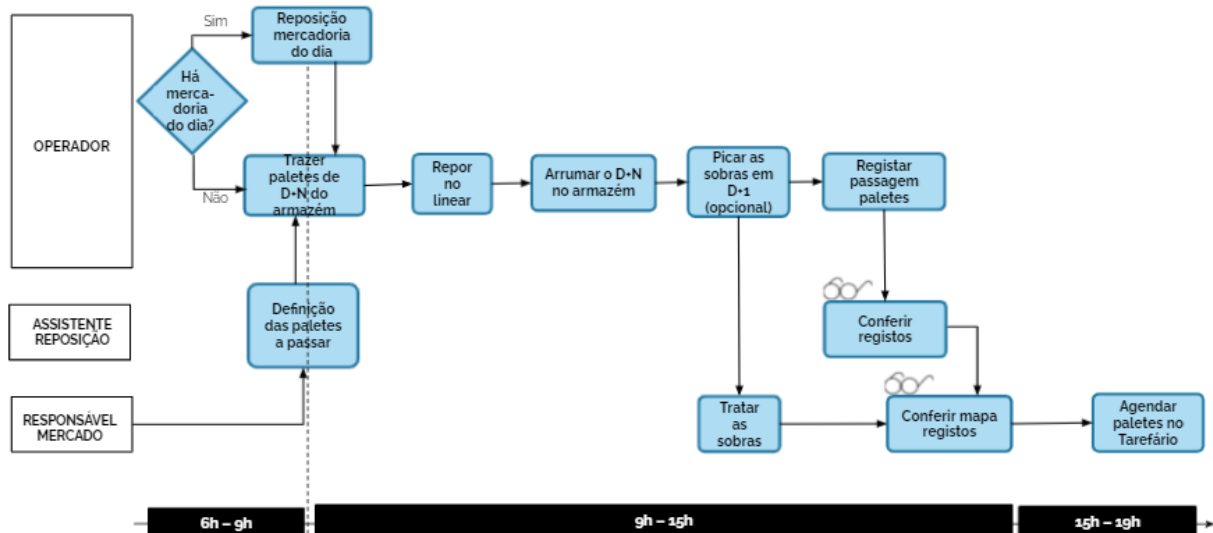 OPERADOR
Há
merca-
doria
do dia?
Sim
Não
Reposição
mercadoria
do dia
Trazer
paletes de
D+N do
armazém
Repor
no
linear
Arrumar o D+N
no armazém
Picar as
sobras em
D+1
(opcional)
Registar
passagem
paletes
ASSISTENTE
REPOSIÇÃO
Definição
das paletes
a passar
Conferir
registos
RESPONSÁVEL
MERCADO
Tratar
as
sobras
Conferir mapa
registos
Agendar
paletes no
Tarefário
6h – 9h
9h – 15h
15h – 19h